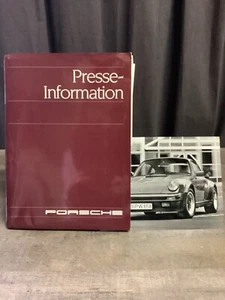 Presse-
Information
PORSCHE